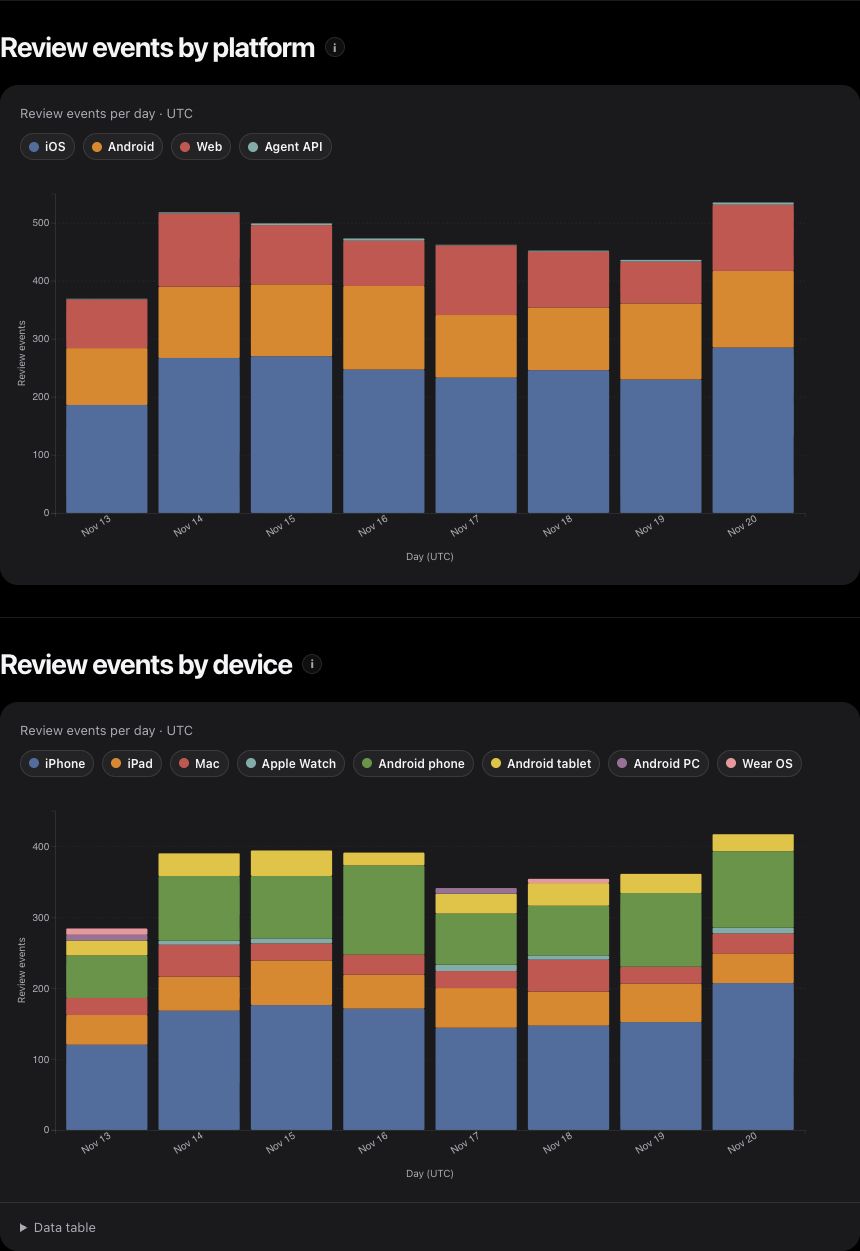 Review events by platform i
Review events per day · UTC
iOS Android Web Agent API
500
400
300
200
100
0
Review events
Nov 13 Nov 14 Nov 15 Nov 16 Nov 17 Nov 18 Nov 19 Nov 20
Day (UTC)
Review events by device i
Review events per day · UTC
iPhone iPad Mac Apple Watch Android phone Android tablet Android PC Wear OS
400
300
200
100
0
Review events
Nov 13 Nov 14 Nov 15 Nov 16 Nov 17 Nov 18 Nov 19 Nov 20
Day (UTC)
Data table